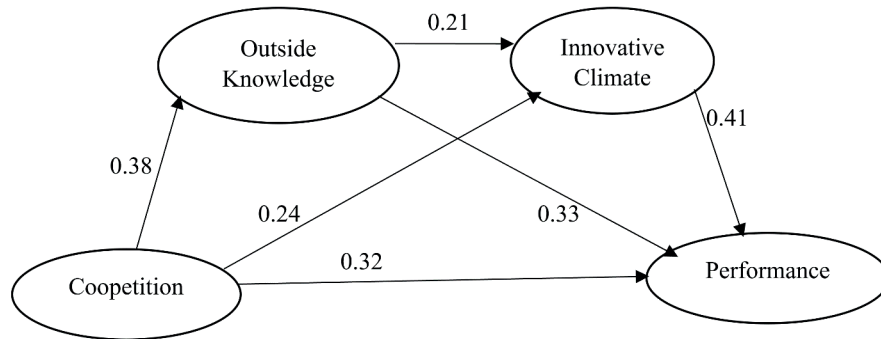 Outside
Knowledge
0.21
Innovative
Climate
0.41
0.38
0.24
0.33
0.32
Coopetition
Performance